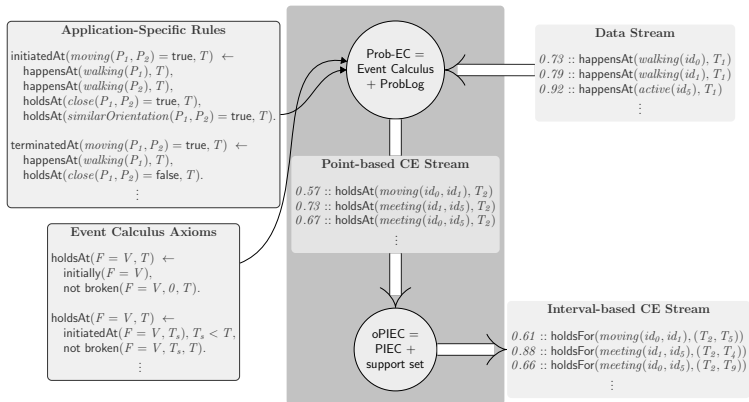 Application-Specific Rules
initiatedAt(moving(P₁, P₂) = true, T) ←
happensAt(walking(P₁), T),
happensAt(walking(P₂), T),
holdsAt(close(P₁, P₂) = true, T),
holdsAt(similarOrientation(P₁, P₂) = true, T).
terminatedAt(moving(P₁, P₂) = true, T) ←
happensAt(walking(P₁), T),
holdsAt(close(P₁, P₂) = false, T).
⋮
Event Calculus Axioms
holdsAt(F = V, T) ←
initially(F = V),
not broken(F = V, 0, T).
holdsAt(F = V, T) ←
initiatedAt(F = V, Tₛ), Tₛ < T,
not broken(F = V, Tₛ, T).
⋮
Prob-EC =
Event Calculus
+ ProbLog
Point-based CE Stream
0.57 :: holdsAt(moving(id₀, id₁), T₂)
0.73 :: holdsAt(meeting(id₁, id₅), T₂)
0.67 :: holdsAt(meeting(id₀, id₅), T₂)
⋮
oPIEC =
PIEC +
support set
Data Stream
0.73 :: happensAt(walking(id₀), T₁)
0.79 :: happensAt(walking(id₁), T₁)
0.92 :: happensAt(active(id₅), T₁)
⋮
Interval-based CE Stream
0.61 :: holdsFor(moving(id₀, id₁), (T₂, T₅))
0.88 :: holdsFor(meeting(id₁, id₅), (T₂, T₄))
0.66 :: holdsFor(meeting(id₀, id₅), (T₂, T₉))
⋮